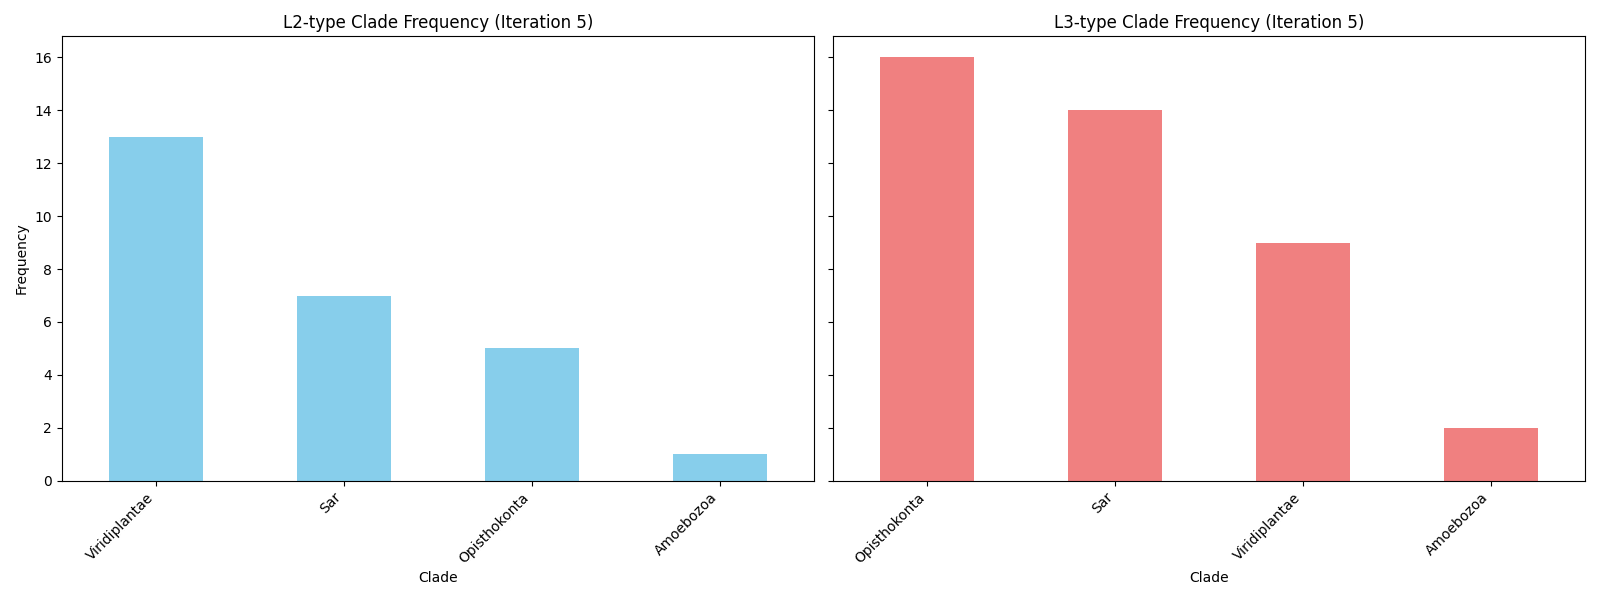 L2-type Clade Frequency (Iteration 5)
16
14
12
10
8
6
4
2
0
Frequency
Viridiplantae
Sar
Opisthokonta
Amoebozoa
Clade
L3-type Clade Frequency (Iteration 5)
Opisthokonta
Sar
Viridiplantae
Amoebozoa
Clade